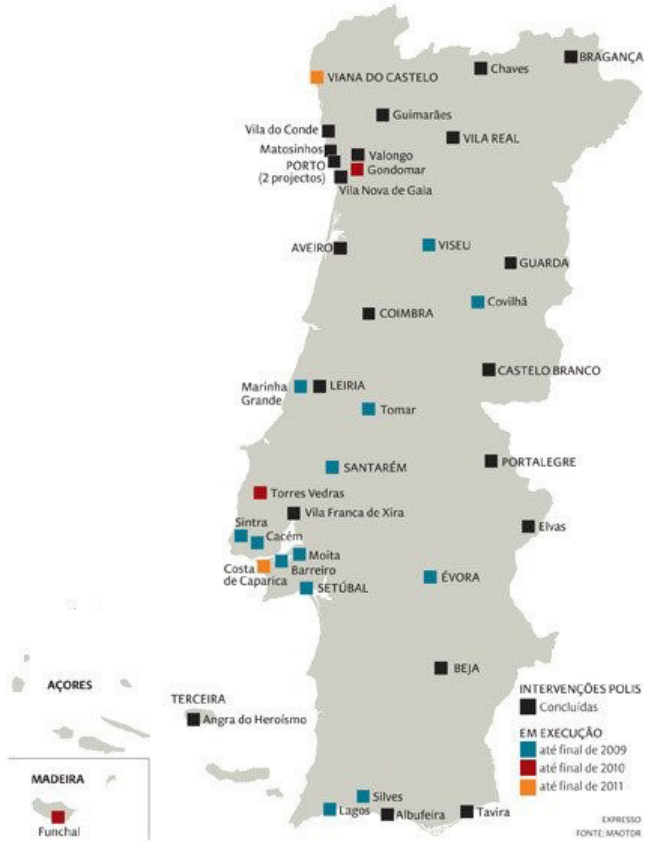 BRAGANÇA
Chaves
VIANA DO CASTELO
Guimarães
Vila do Conde
VILA REAL
Matosinhos
Valongo
PORTO
(2 projectos)
Gondomar
Vila Nova de Gaia
AVEIRO
VISEU
GUARDA
Covilhã
COIMBRA
CASTELO BRANCO
Marinha
Grande
LEIRIA
Tomar
SANTARÉM
PORTALEGRE
Torres Vedras
Vila Franca de Xira
Sintra
Elvas
Cacém
Moita
Costa
de Caparica
Barreiro
ÉVORA
SETÚBAL
BEJA
AÇORES
TERCEIRA
Angra do Heroísmo
INTERVENÇÕES POLIS
Concluídas
EM EXECUÇÃO
até final de 2009
até final de 2010
até final de 2011
MADEIRA
Funchal
Silves
Lagos
Albufeira
Tavira
EXPRESSO
FONTE: MAOTDR